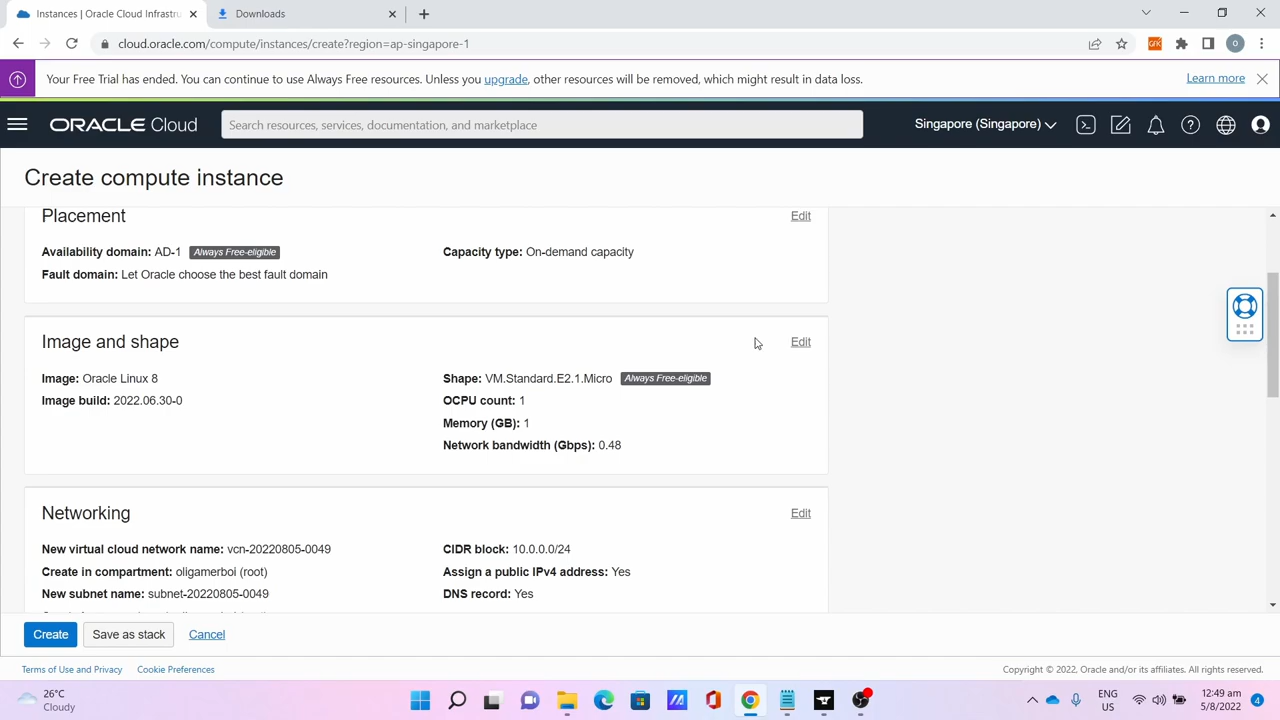 Instances | Oracle Cloud Infrastru
Downloads
cloud.oracle.com/compute/instances/create?region=ap-singapore-1
Your Free Trial has ended. You can continue to use Always Free resources. Unless you upgrade, other resources will be removed, which might result in data loss.
Learn more
ORACLE Cloud
Search resources, services, documentation, and marketplace
Singapore (Singapore)
Create compute instance
Placement
Edit
Availability domain: AD-1 Always Free-eligible
Capacity type: On-demand capacity
Fault domain: Let Oracle choose the best fault domain
Image and shape
Edit
Image: Oracle Linux 8
Shape: VM.Standard.E2.1.Micro Always Free-eligible
Image build: 2022.06.30-0
OCPU count: 1
Memory (GB): 1
Network bandwidth (Gbps): 0.48
Networking
Edit
New virtual cloud network name: vcn-20220805-0049
CIDR block: 10.0.0.0/24
Create in compartment: oligamerboi (root)
Assign a public IPv4 address: Yes
New subnet name: subnet-20220805-0049
DNS record: Yes
Create
Save as stack
Cancel
Terms of Use and Privacy
Cookie Preferences
Copyright © 2022, Oracle and/or its affiliates. All rights reserved.
26°C
Cloudy
ENG
US
12:49 am
5/8/2022
4